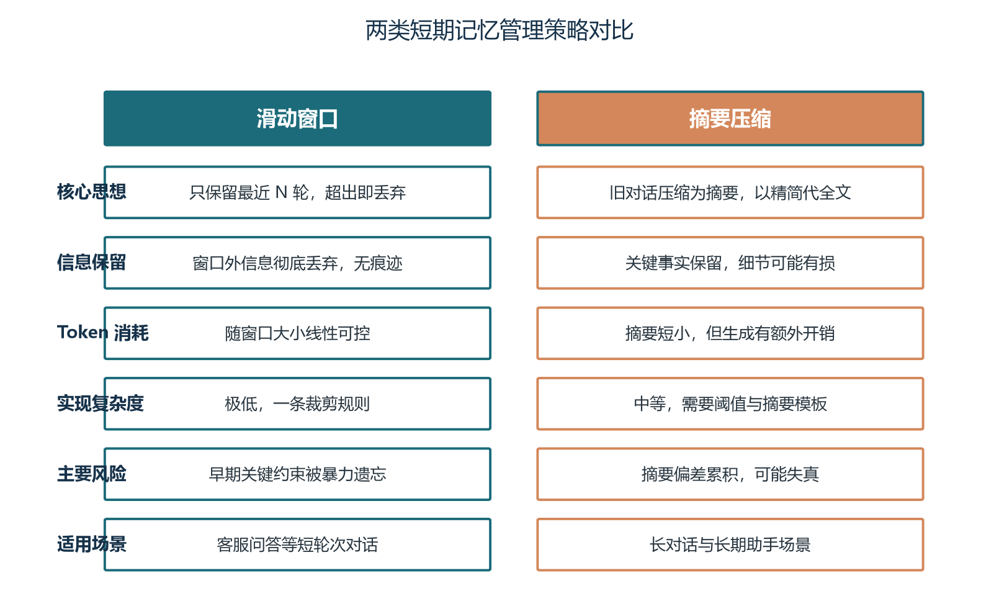 两类短期记忆管理策略对比
滑动窗口
摘要压缩
核心思想
只保留最近 N 轮，超出即丢弃
旧对话压缩为摘要，以精简代全文
信息保留
窗口外信息彻底丢弃，无痕迹
关键事实保留，细节可能有损
Token 消耗
随窗口大小线性可控
摘要短小，但生成有额外开销
实现复杂度
极低，一条裁剪规则
中等，需要阈值与摘要模板
主要风险
早期关键约束被暴力遗忘
摘要偏差累积，可能失真
适用场景
客服问答等短轮次对话
长对话与长期助手场景